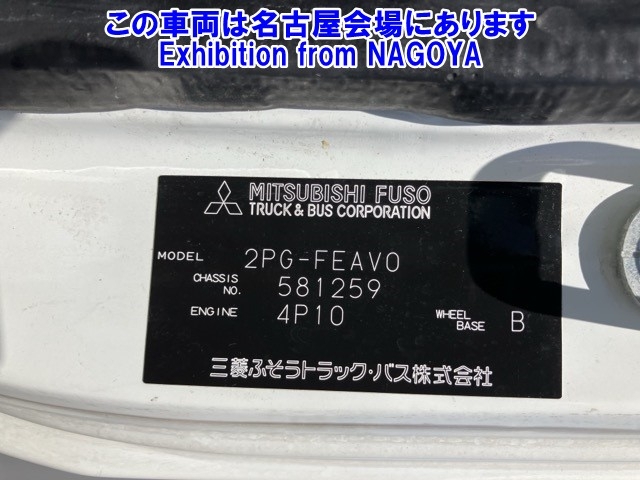 この車両は名古屋会場にあります
Exhibition from NAGOYA
MITSUBISHI FUSO
TRUCK & BUS CORPORATION
MODEL 2PG-FEAV0
CHASSIS NO. 581259
ENGINE 4P10 WHEEL BASE B
三菱ふそうトラック・バス株式会社